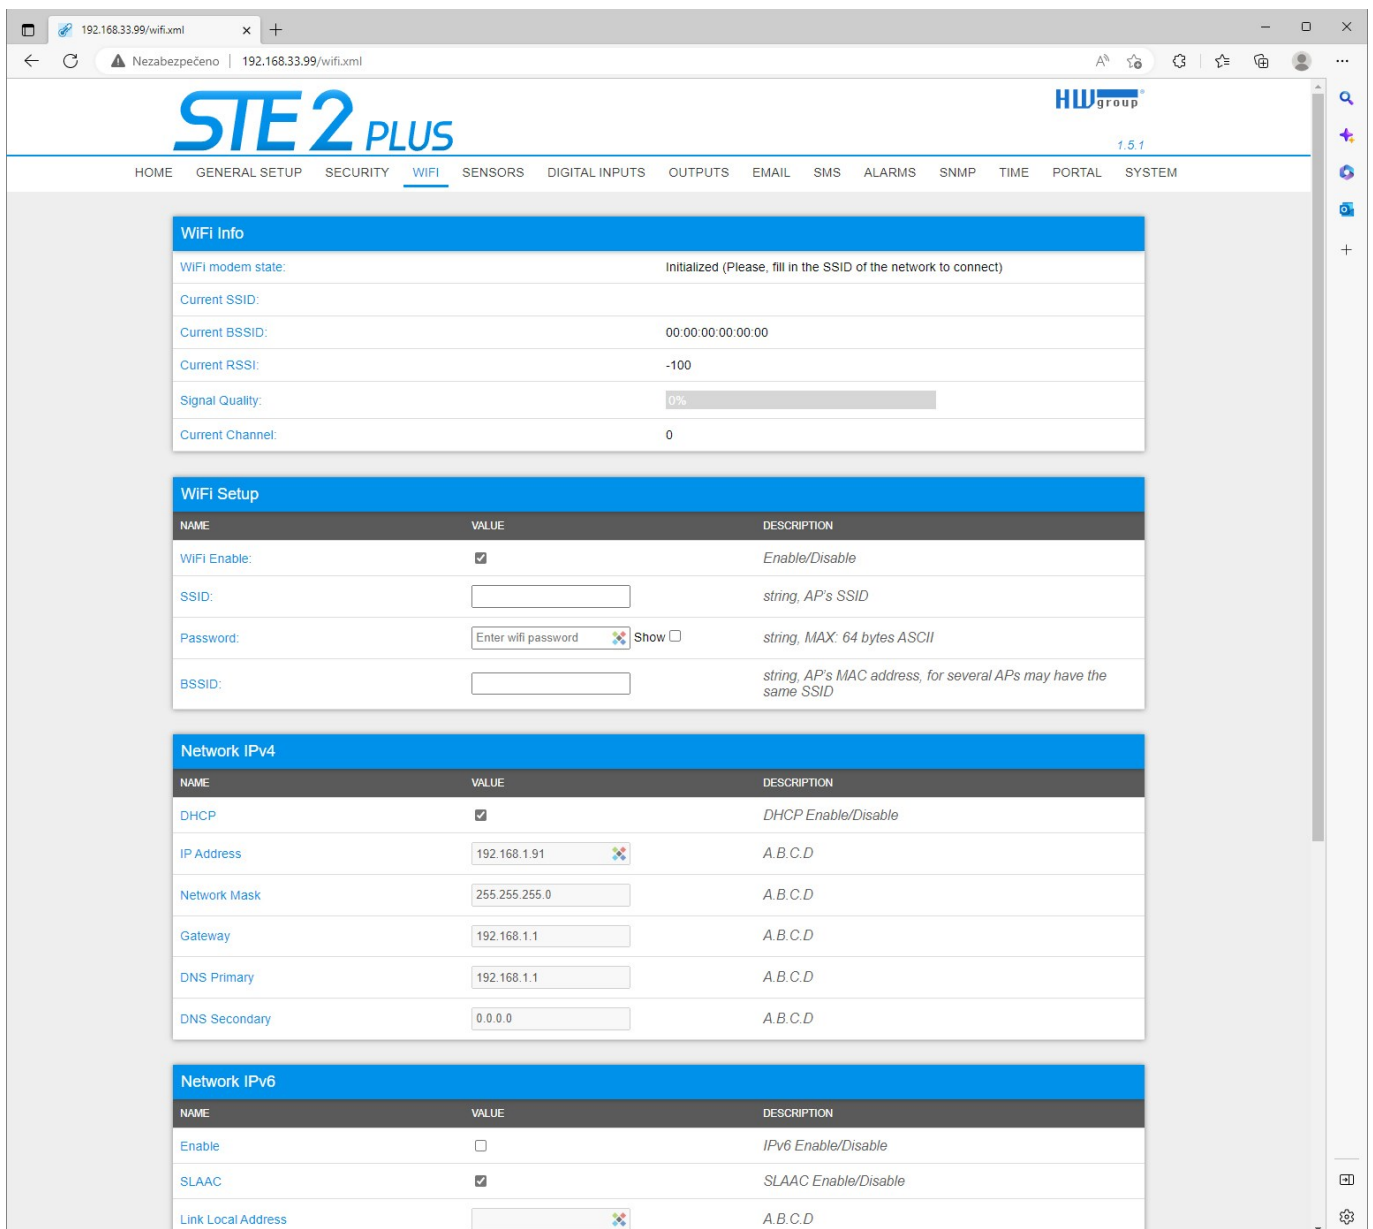 192.168.33.99/wifi.xml
Nezabezpečeno | 192.168.33.99/wifi.xml
STE2 PLUS
HWgroup
1.5.1
HOME GENERAL SETUP SECURITY WIFI SENSORS DIGITAL INPUTS OUTPUTS EMAIL SMS ALARMS SNMP TIME PORTAL SYSTEM
WiFi Info
WiFi modem state: Initialized (Please, fill in the SSID of the network to connect)
Current SSID:
Current BSSID: 00:00:00:00:00:00
Current RSSI: -100
Signal Quality: 0%
Current Channel: 0
WiFi Setup
NAME VALUE DESCRIPTION
WiFi Enable: Enable/Disable
SSID: string, AP's SSID
Password: Enter wifi password Show string, MAX: 64 bytes ASCII
BSSID: string, AP's MAC address, for several APs may have the
same SSID
Network IPv4
NAME VALUE DESCRIPTION
DHCP DHCP Enable/Disable
IP Address 192.168.1.91 A.B.C.D
Network Mask 255.255.255.0 A.B.C.D
Gateway 192.168.1.1 A.B.C.D
DNS Primary 192.168.1.1 A.B.C.D
DNS Secondary 0.0.0.0 A.B.C.D
Network IPv6
NAME VALUE DESCRIPTION
Enable IPv6 Enable/Disable
SLAAC SLAAC Enable/Disable
Link Local Address A.B.C.D